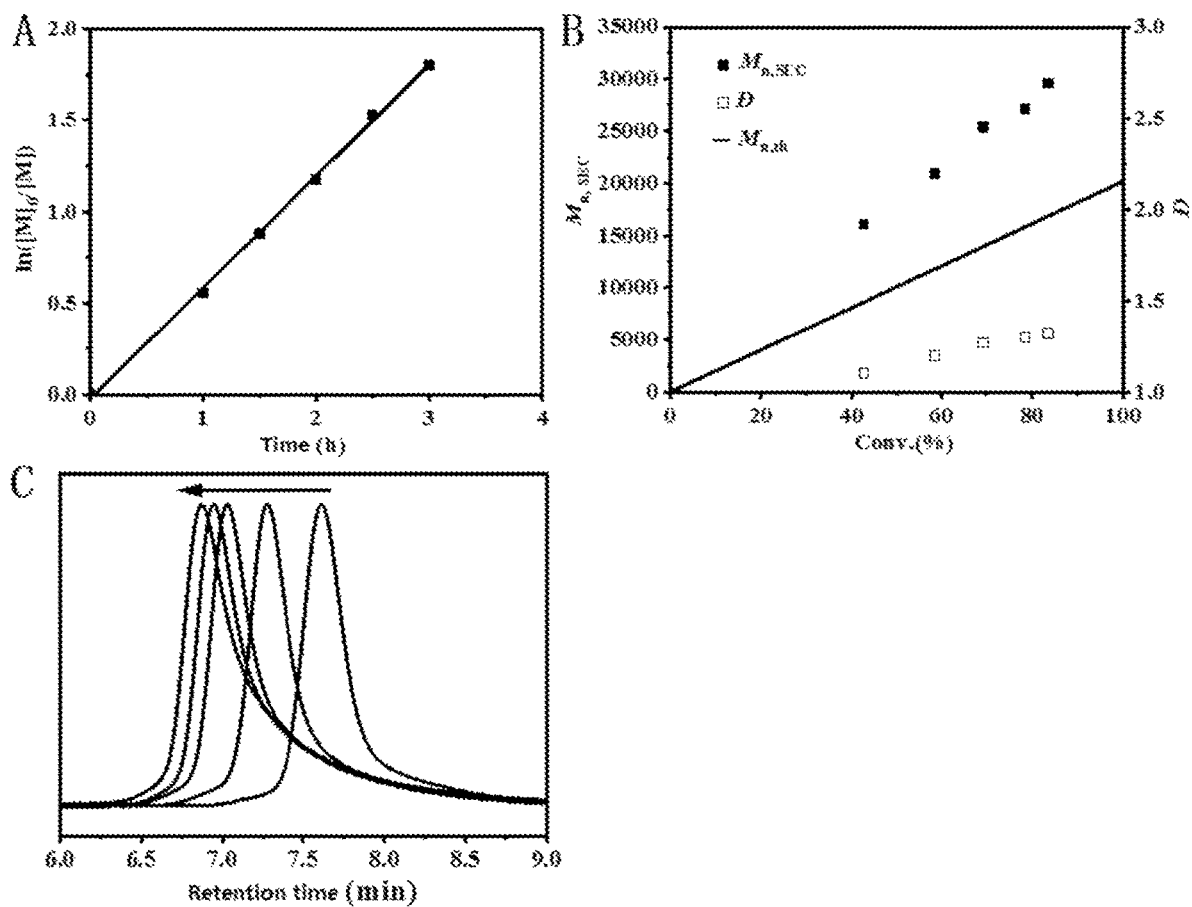 A
2.0
1.5
1.0
0.5
0.0
ln([M]0/[M])
0 1 2 3 4
Time (h)
B
35000
30000
25000
20000
15000
10000
5000
0
Mn, SEC
Mn,SEC
Đ
Mn,th
3.0
2.5
2.0
1.5
1.0
Đ
0 20 40 60 80 100
Conv.(%)
C
6.0 6.5 7.0 7.5 8.0 8.5 9.0
Retention time (min)